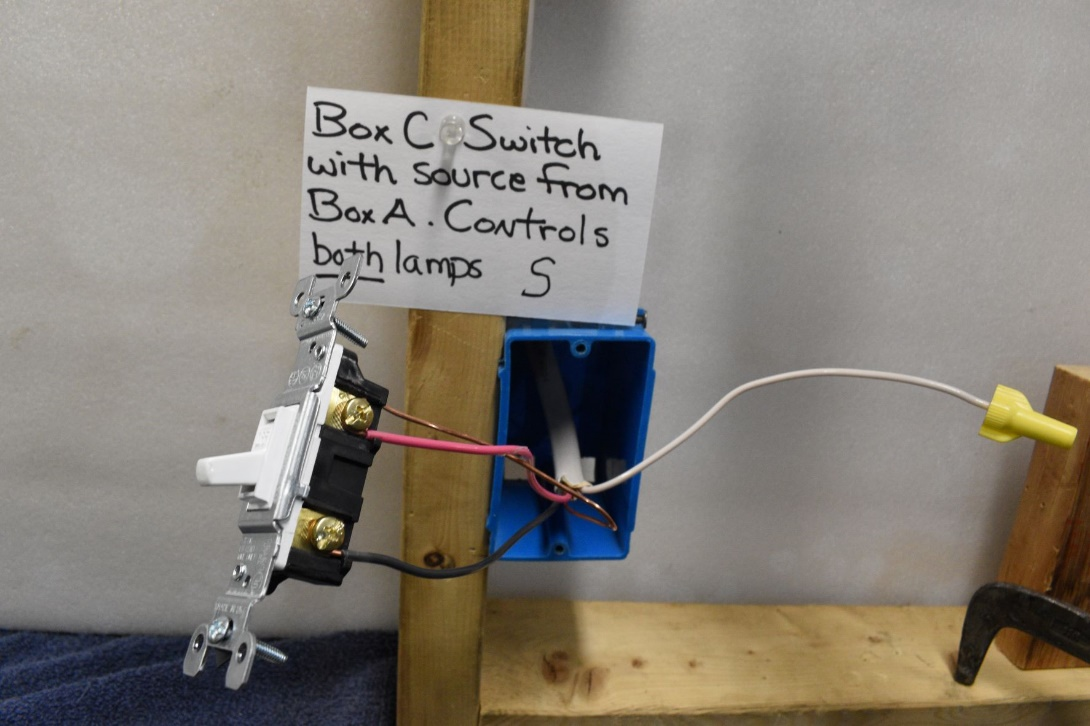 Box C Switch
with source from
Box A. Controls
both lamps S